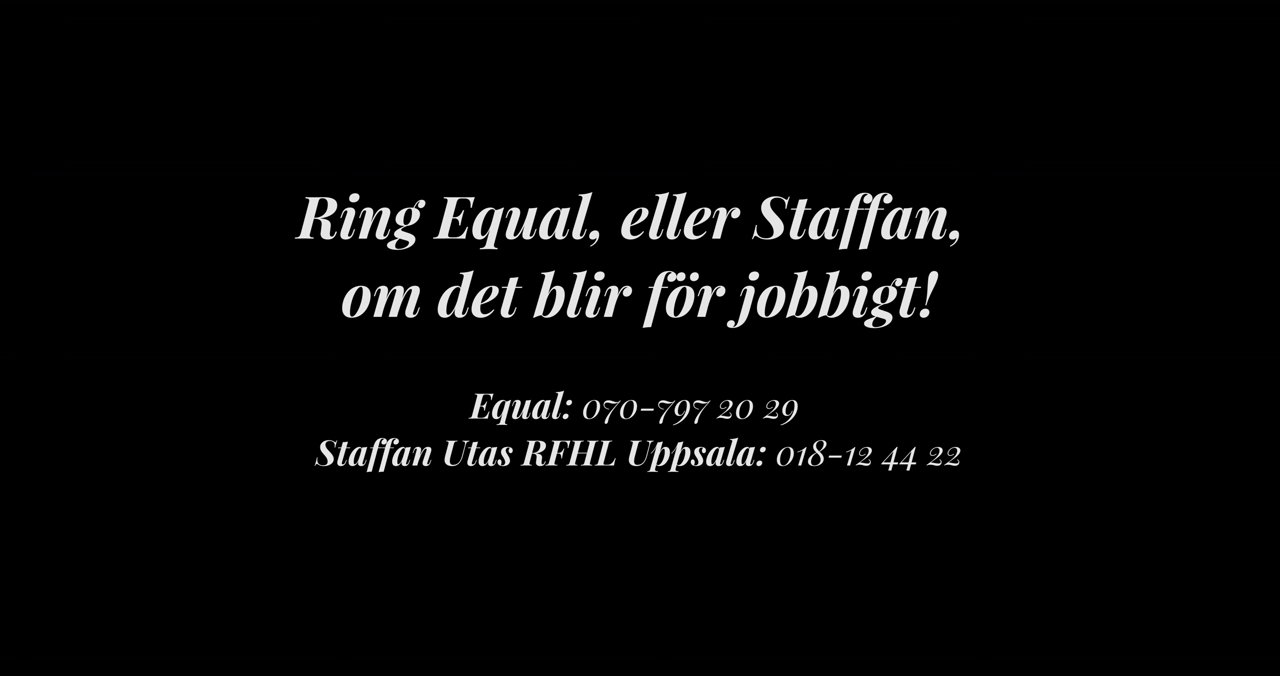 Ring Equal, eller Staffan,
om det blir för jobbigt!
Equal: 070-797 20 29
Staffan Utas RFHL Uppsala: 018-12 44 22